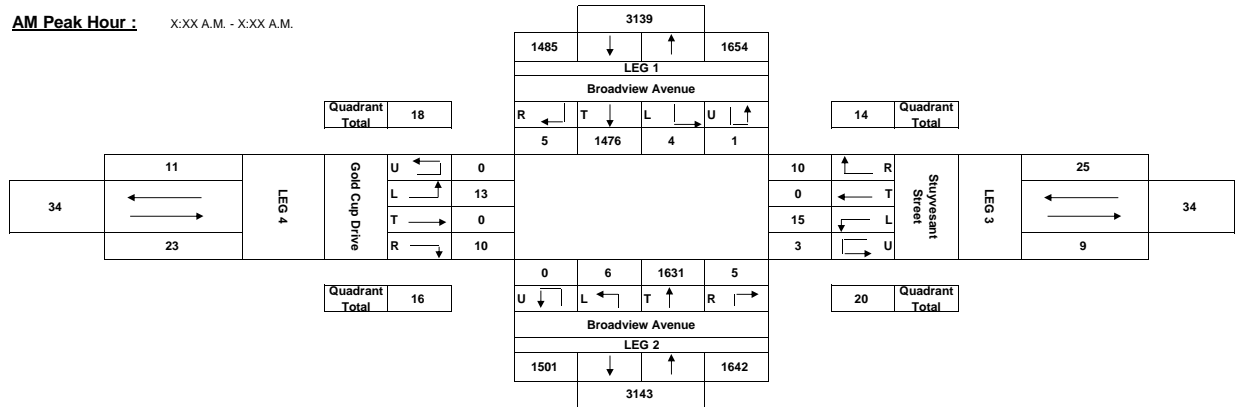 AM Peak Hour : X:XX A.M. - X:XX A.M.
3139
1485 1654
LEG 1
Broadview Avenue
Quadrant Total 18
R T L U
14 Quadrant Total
5 1476 4 1
11
34
23
LEG 4
Gold Cup Drive
U 0
L 13
T 0
R 10
10 R
0 T
15 L
3 U
Stuyvesant Street
LEG 3
25
34
9
0 6 1631 5
Quadrant Total 16
U L T R
20 Quadrant Total
Broadview Avenue
LEG 2
1501 1642
3143